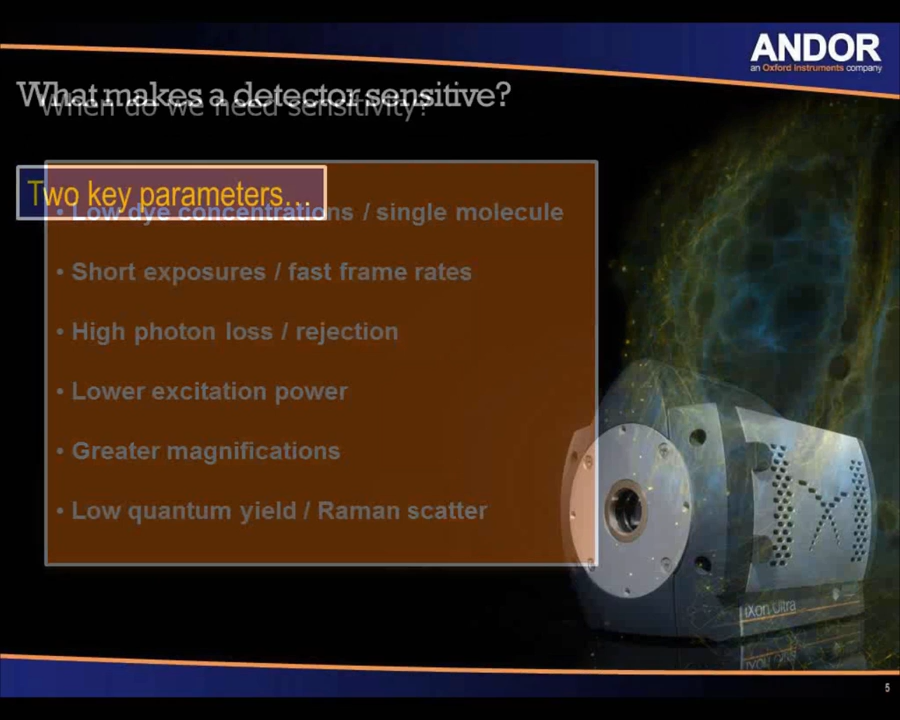 ANDOR
an Oxford Instruments company
What makes a detector sensitive?
When do we need sensitivity?
Two key parameters…
• Low dye concentrations / single molecule
• Short exposures / fast frame rates
• High photon loss / rejection
• Lower excitation power
• Greater magnifications
• Low quantum yield / Raman scatter
iXon Ultra
5